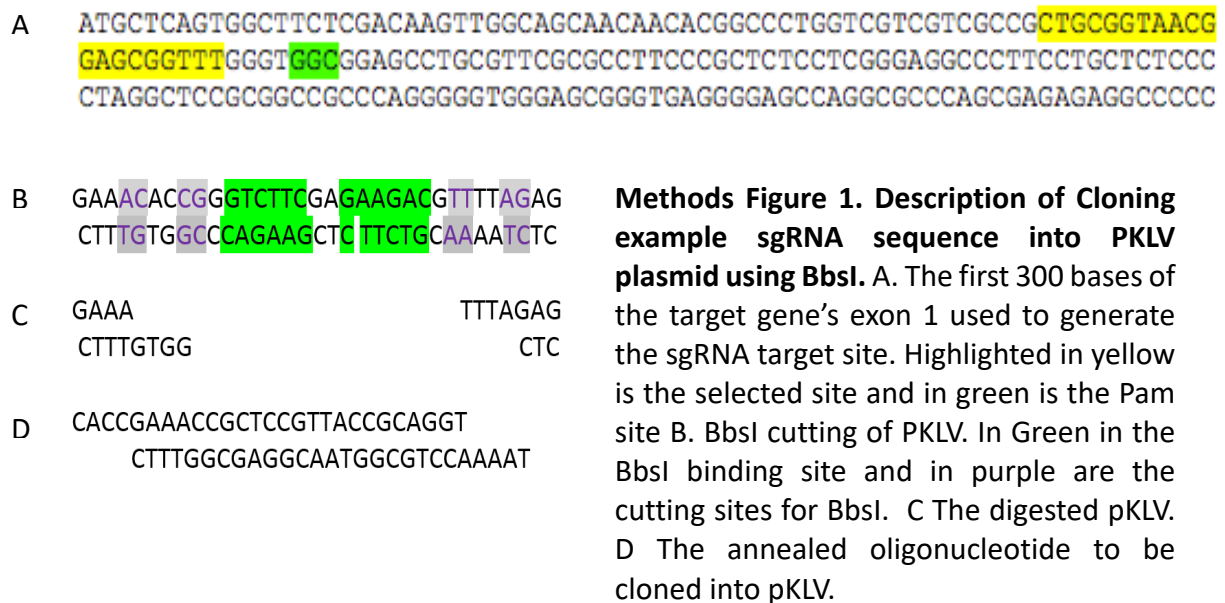 A ATGCTCAGTGGCTTCTCGACAAGTTGGCAGCAACAACACGGCCCTGGTCGTCGTCGCCGCTGCGGTAACG
GAGCGGTTTGGGTGGCGGAGCCTGCGTTCGCGCCTTCCGCTCTCCTCGGGAGGCCCTTCCTGCTCTCCC
CTAGGCTCCGCGGCCGCCCAGGGGGTGGGAGCGGGTGAGGGGAGCCAGGCGCCCAGCGAGAGAGGCCCCC
B GAAACACCGGGTCTTCGAGAAGACGTTTTAGAG
CTTTGTGGCCCAGAAGCTC TTCTGCAAAATCTC
C GAAA TTTAGAG
CTTTGTGG CTC
D CACCGAAACCGCTCCGTTACCGCAGGT
CTTTGGCGAGGCAATGGCGTCCAAAAT
Methods Figure 1. Description of Cloning
example sgRNA sequence into PKLV
plasmid using BbsI. A. The first 300 bases of
the target gene’s exon 1 used to generate
the sgRNA target site. Highlighted in yellow
is the selected site and in green is the Pam
site B. BbsI cutting of PKLV. In Green in the
BbsI binding site and in purple are the
cutting sites for BbsI. C The digested pKLV.
D The annealed oligonucleotide to be
cloned into pKLV.